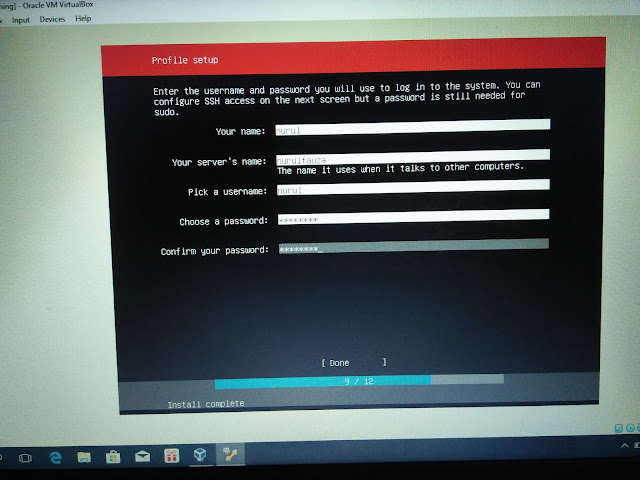 ning] - Oracle VM VirtualBox
Input Devices Help
Profile setup
Enter the username and password you will use to log in to the system. You can
configure SSH access on the next screen but a password is still needed for
sudo.
Your name: nurul
Your server's name: nurulfauza
The name it uses when it talks to other computers.
Pick a username: nurul
Choose a password: ********
Confirm your password: ********_
[ Done ]
9 / 12
Install complete